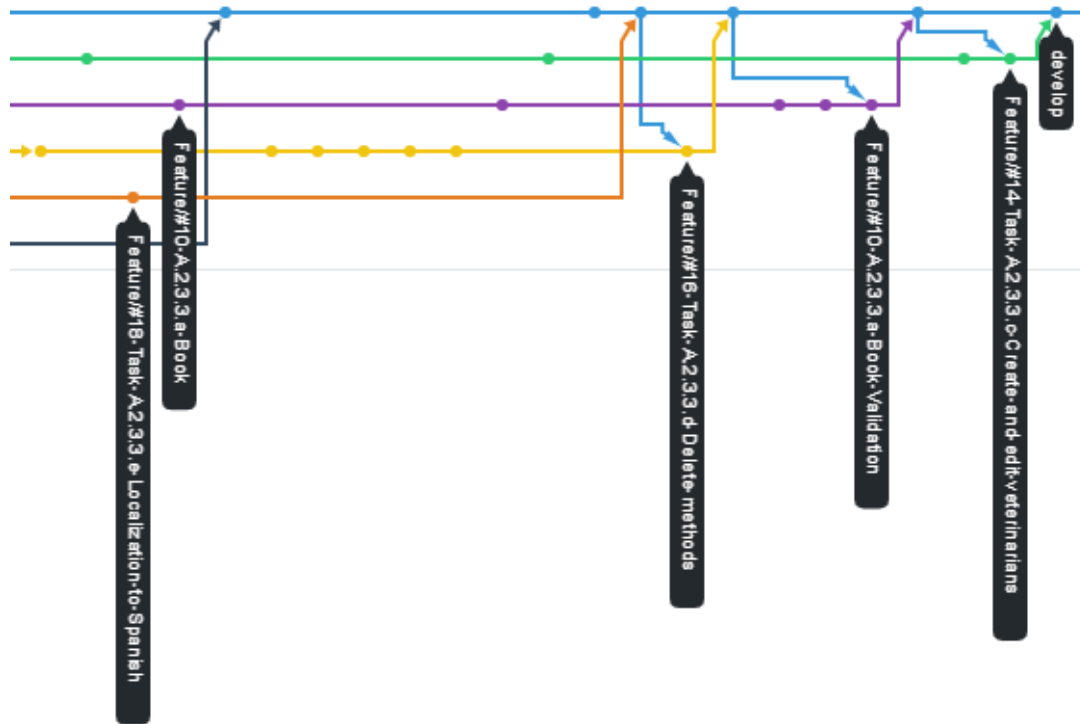 Feature/#18-Task-A.2.3.3.e-Localization-to-Spanish
Feature/#10-A.2.3.3.a-Book
Feature/#16-Task-A.2.3.3.d-Delete-methods
Feature/#10-A.2.3.3.a-Book-Validation
Feature/#14-Task-A.2.3.3.c-Create-and-edit-veterinarians
develop